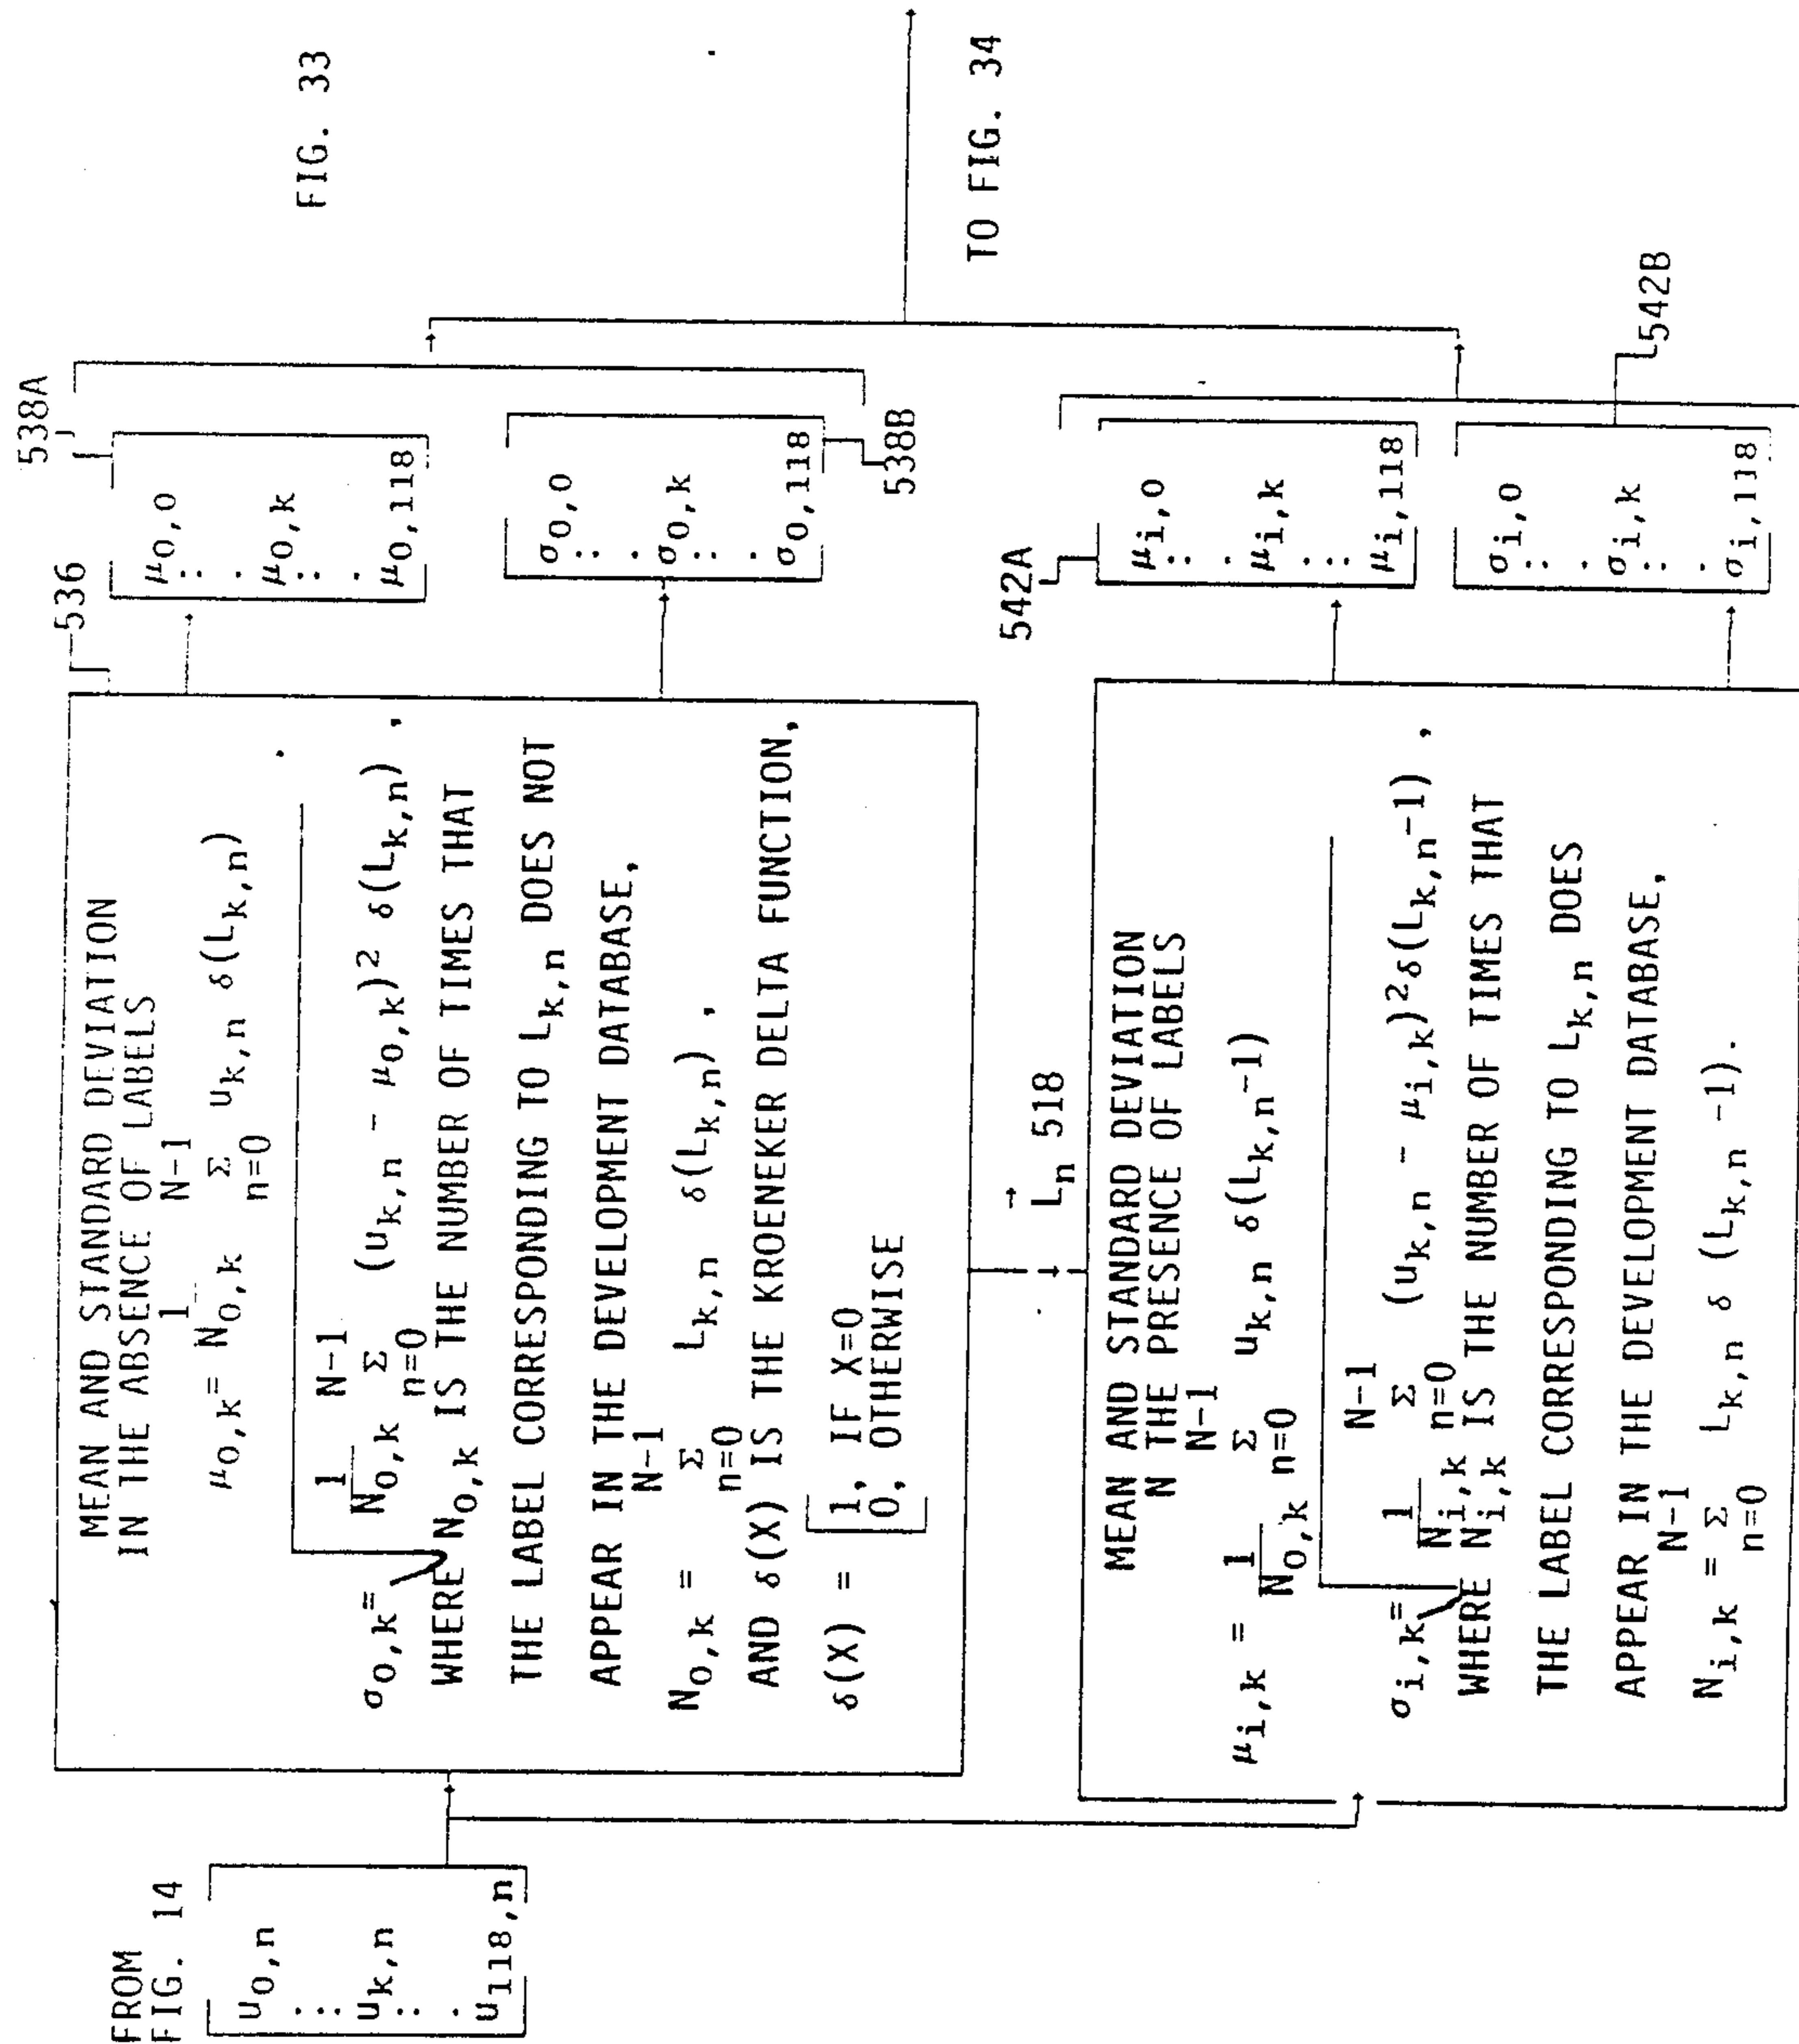 FIG. 33
FROM
FIG. 14
u0,n
uk,n
u118,n
536
MEAN AND STANDARD DEVIATION
IN THE ABSENCE OF LABELS
μ0,k = 1/N0,k Σ n=0 N-1 uk,n δ(Lk,n)
σ0,k = √ 1/N0,k Σ n=0 N-1 (uk,n - μ0,k)² δ(Lk,n) ,
WHERE N0,k IS THE NUMBER OF TIMES THAT
THE LABEL CORRESPONDING TO Lk,n DOES NOT
APPEAR IN THE DEVELOPMENT DATABASE,
N0,k = Σ n=0 N-1 Lk,n δ(Lk,n) ,
AND δ(X) IS THE KROENEKER DELTA FUNCTION,
δ(X) = 1, IF X=0
0, OTHERWISE
538A
μ0,0
μ0,k
μ0,118
σ0,0
σ0,k
σ0,118
538B
Ln 518
MEAN AND STANDARD DEVIATION
N THE PRESENCE OF LABELS
μi,k = 1/N0,k Σ n=0 N-1 uk,n δ(Lk,n-1)
σi,k = √ 1/Ni,k Σ n=0 N-1 (uk,n - μi,k)² δ(Lk,n-1) ,
WHERE Ni,k IS THE NUMBER OF TIMES THAT
THE LABEL CORRESPONDING TO Lk,n DOES
APPEAR IN THE DEVELOPMENT DATABASE,
Ni,k = Σ n=0 N-1 Lk,n δ (Lk,n -1).
542A
μi,0
μi,k
μi,118
σi,0
σi,k
σi,118
542B
TO FIG. 34